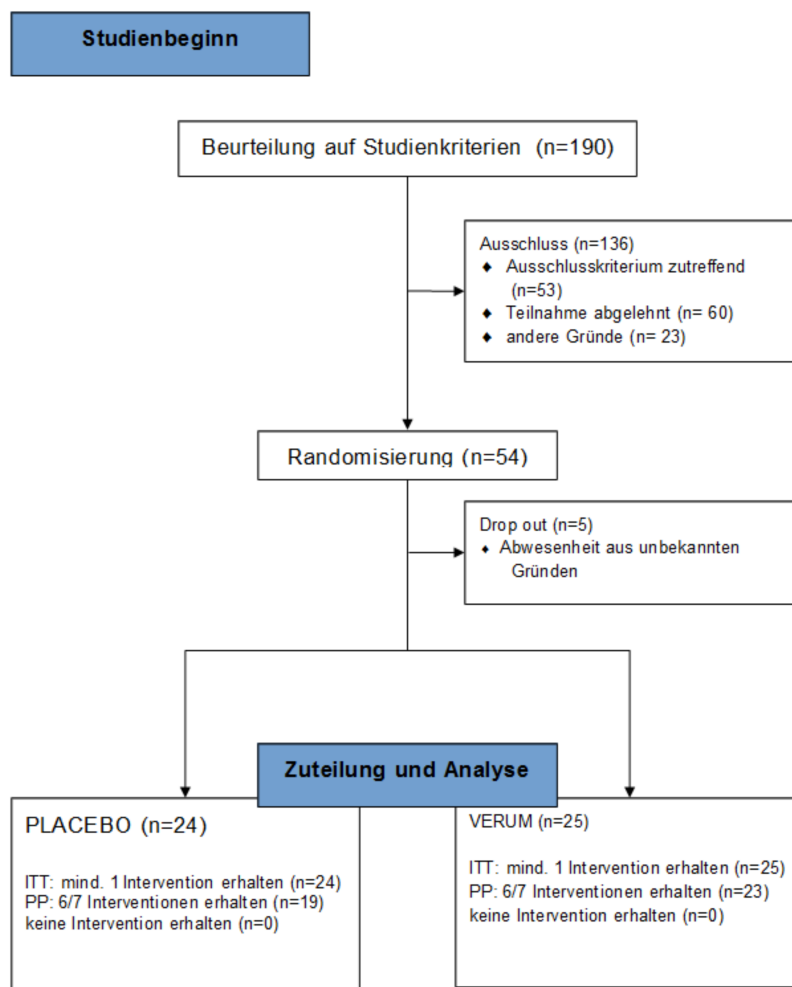 Studienbeginn
Beurteilung auf Studienkriterien (n=190)
Ausschluss (n=136)
♦ Ausschlusskriterium zutreffend
(n=53)
♦ Teilnahme abgelehnt (n= 60)
♦ andere Gründe (n= 23)
Randomisierung (n=54)
Drop out (n=5)
♦ Abwesenheit aus unbekannten
Gründen
Zuteilung und Analyse
PLACEBO (n=24)
ITT: mind. 1 Intervention erhalten (n=24)
PP: 6/7 Interventionen erhalten (n=19)
keine Intervention erhalten (n=0)
VERUM (n=25)
ITT: mind. 1 Intervention erhalten (n=25)
PP: 6/7 Interventionen erhalten (n=23)
keine Intervention erhalten (n=0)